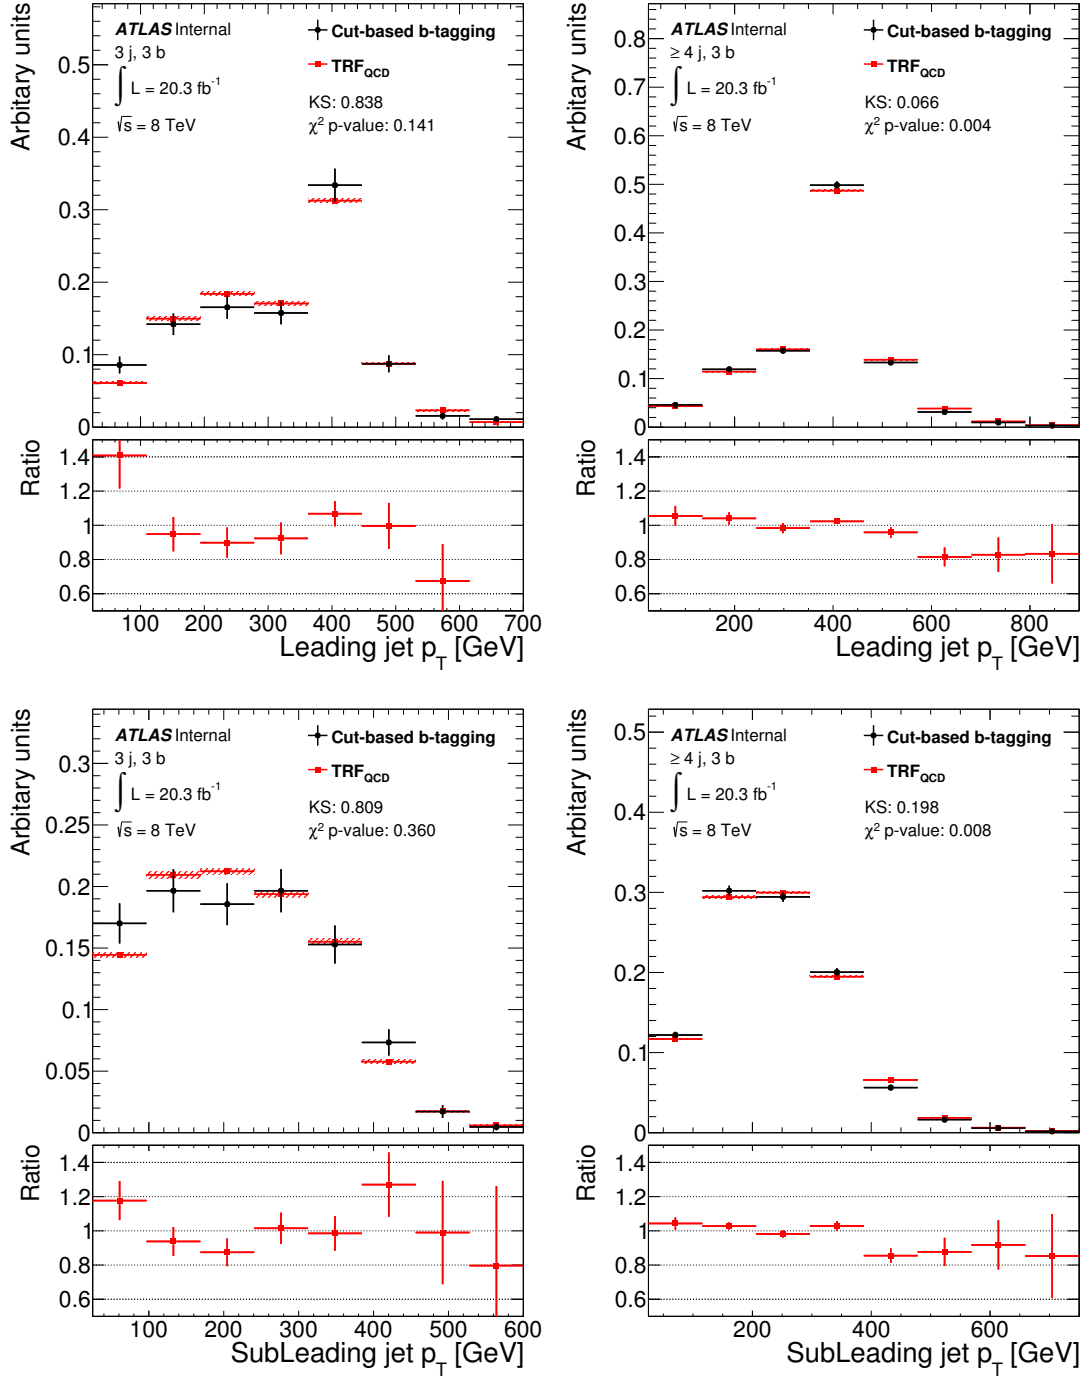 Arbitary units
ATLAS Internal
3 j, 3 b
∫ L = 20.3 fb⁻¹
√s = 8 TeV
Cut-based b-tagging
TRF_QCD
KS: 0.838
χ² p-value: 0.141
0.5
0.4
0.3
0.2
0.1
0
Ratio
1.4
1.2
1
0.8
0.6
100 200 300 400 500 600 700
Leading jet p_T [GeV]
Arbitary units
ATLAS Internal
≥ 4 j, 3 b
∫ L = 20.3 fb⁻¹
√s = 8 TeV
Cut-based b-tagging
TRF_QCD
KS: 0.066
χ² p-value: 0.004
0.8
0.7
0.6
0.5
0.4
0.3
0.2
0.1
0
Ratio
1.4
1.2
1
0.8
0.6
200 400 600 800
Leading jet p_T [GeV]
Arbitary units
ATLAS Internal
3 j, 3 b
∫ L = 20.3 fb⁻¹
√s = 8 TeV
Cut-based b-tagging
TRF_QCD
KS: 0.809
χ² p-value: 0.360
0.3
0.25
0.2
0.15
0.1
0.05
0
Ratio
1.4
1.2
1
0.8
0.6
100 200 300 400 500 600
SubLeading jet p_T [GeV]
Arbitary units
ATLAS Internal
≥ 4 j, 3 b
∫ L = 20.3 fb⁻¹
√s = 8 TeV
Cut-based b-tagging
TRF_QCD
KS: 0.198
χ² p-value: 0.008
0.5
0.4
0.3
0.2
0.1
0
Ratio
1.4
1.2
1
0.8
0.6
200 400 600
SubLeading jet p_T [GeV]